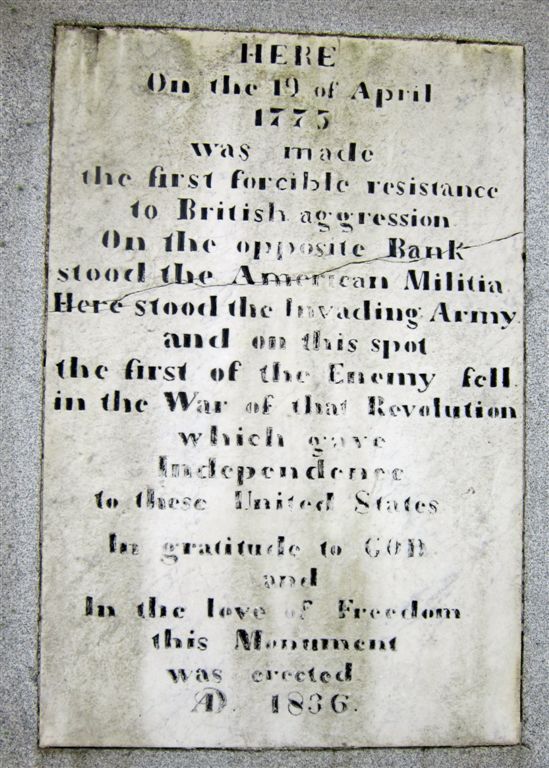 HERE
On the 19 of April
1775
was made
the first forcible resistance
to British aggression
On the opposite Bank
stood the American Militia
Here stood the Invading Army
and on this spot
the first of the Enemy fell
in the War of that Revolution
which gave
Independence
to these United States
In gratitude to GOD
and
In the love of Freedom
this Monument
was erected
AD. 1836.